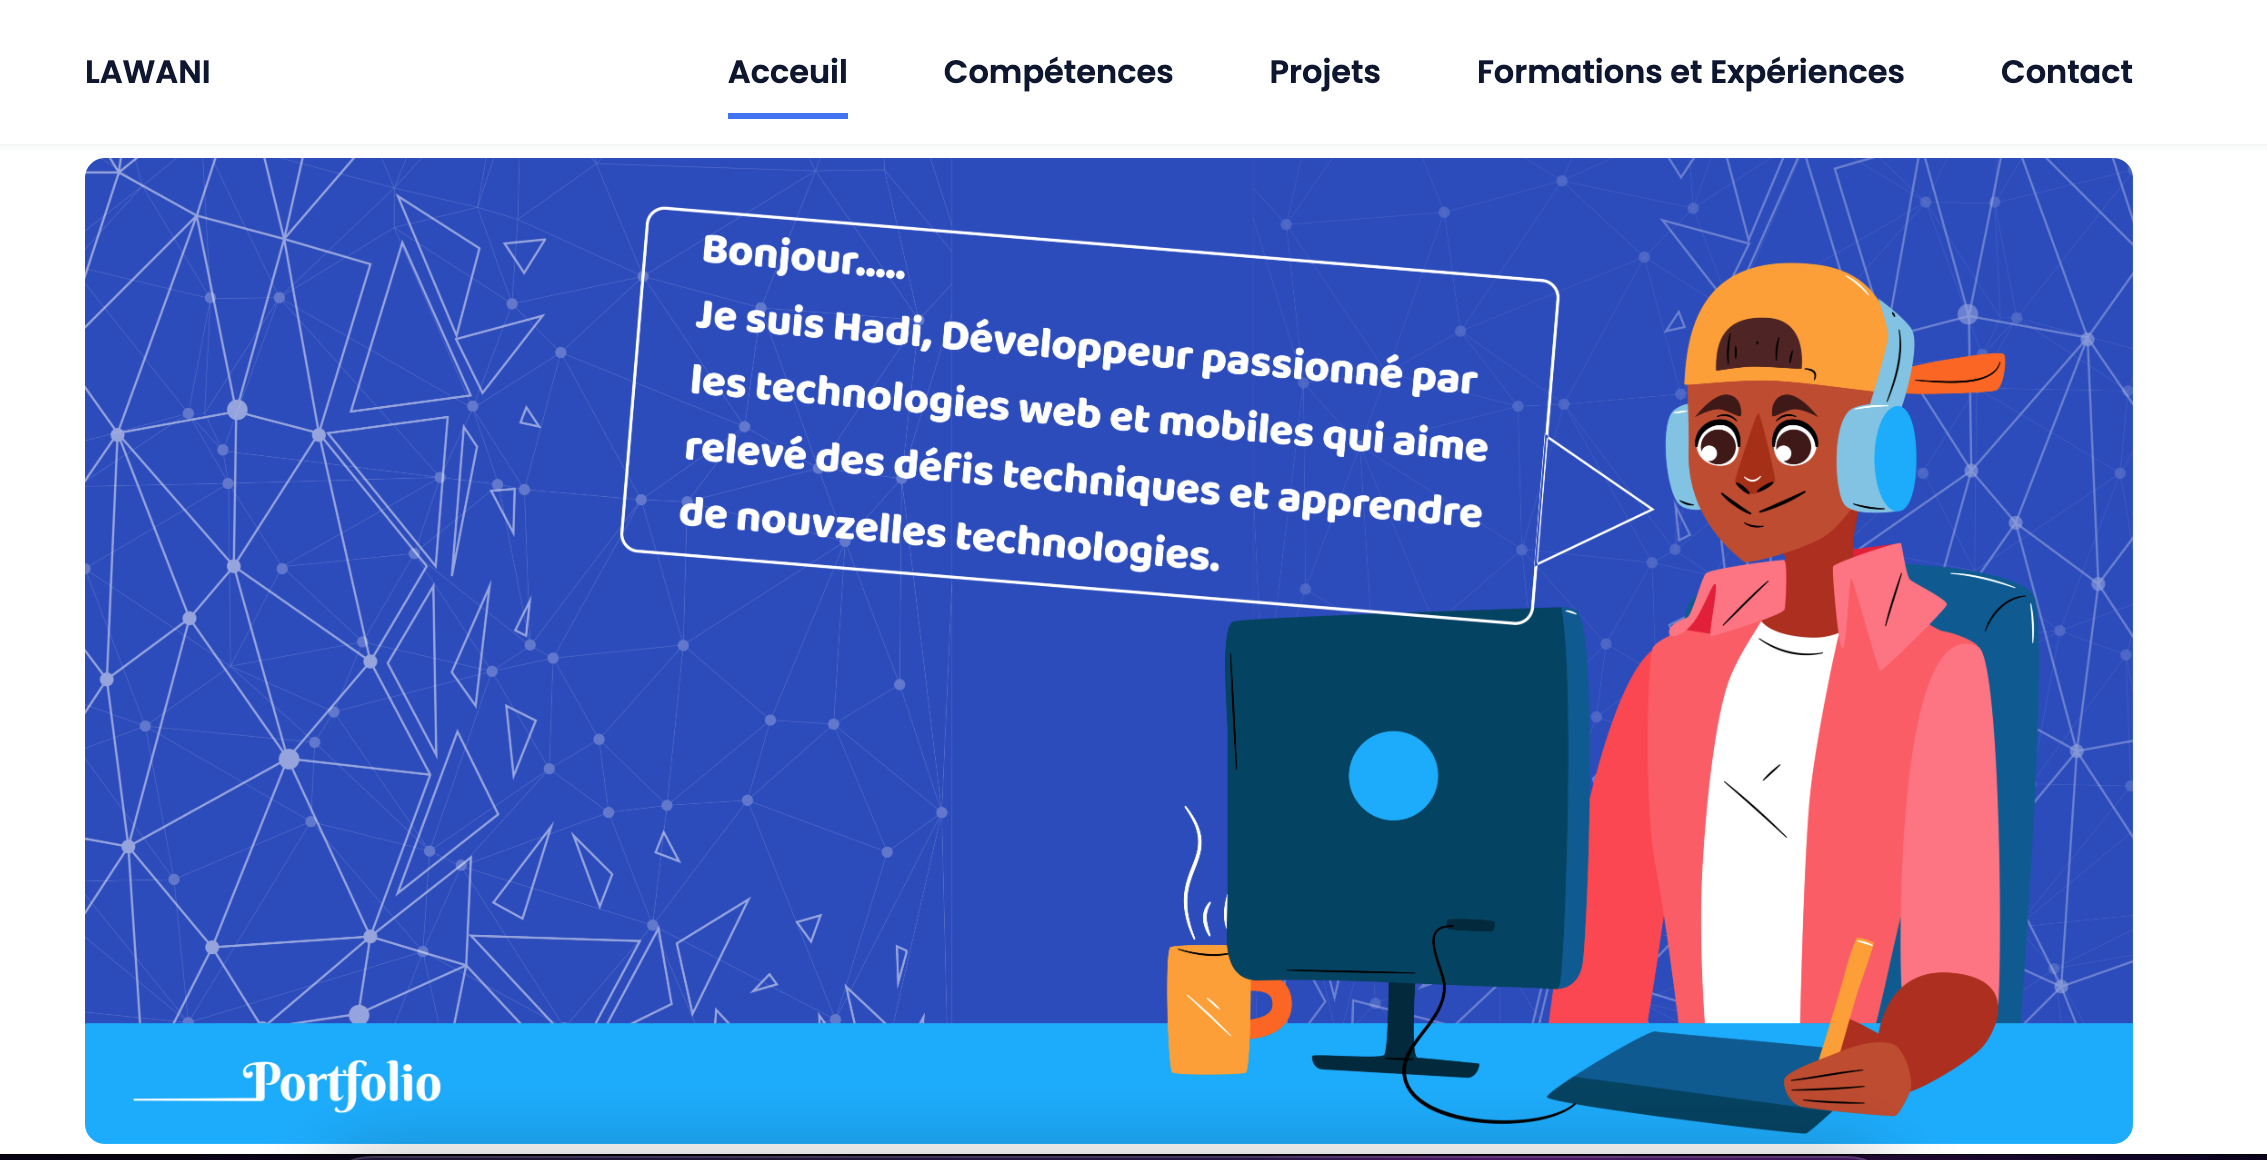 LAWANI
Acceuil
Compétences
Projets
Formations et Expériences
Contact
Bonjour.....
Je suis Hadi, Développeur passionné par
les technologies web et mobiles qui aime
relevé des défis techniques et apprendre
de nouvzelles technologies.
Portfolio